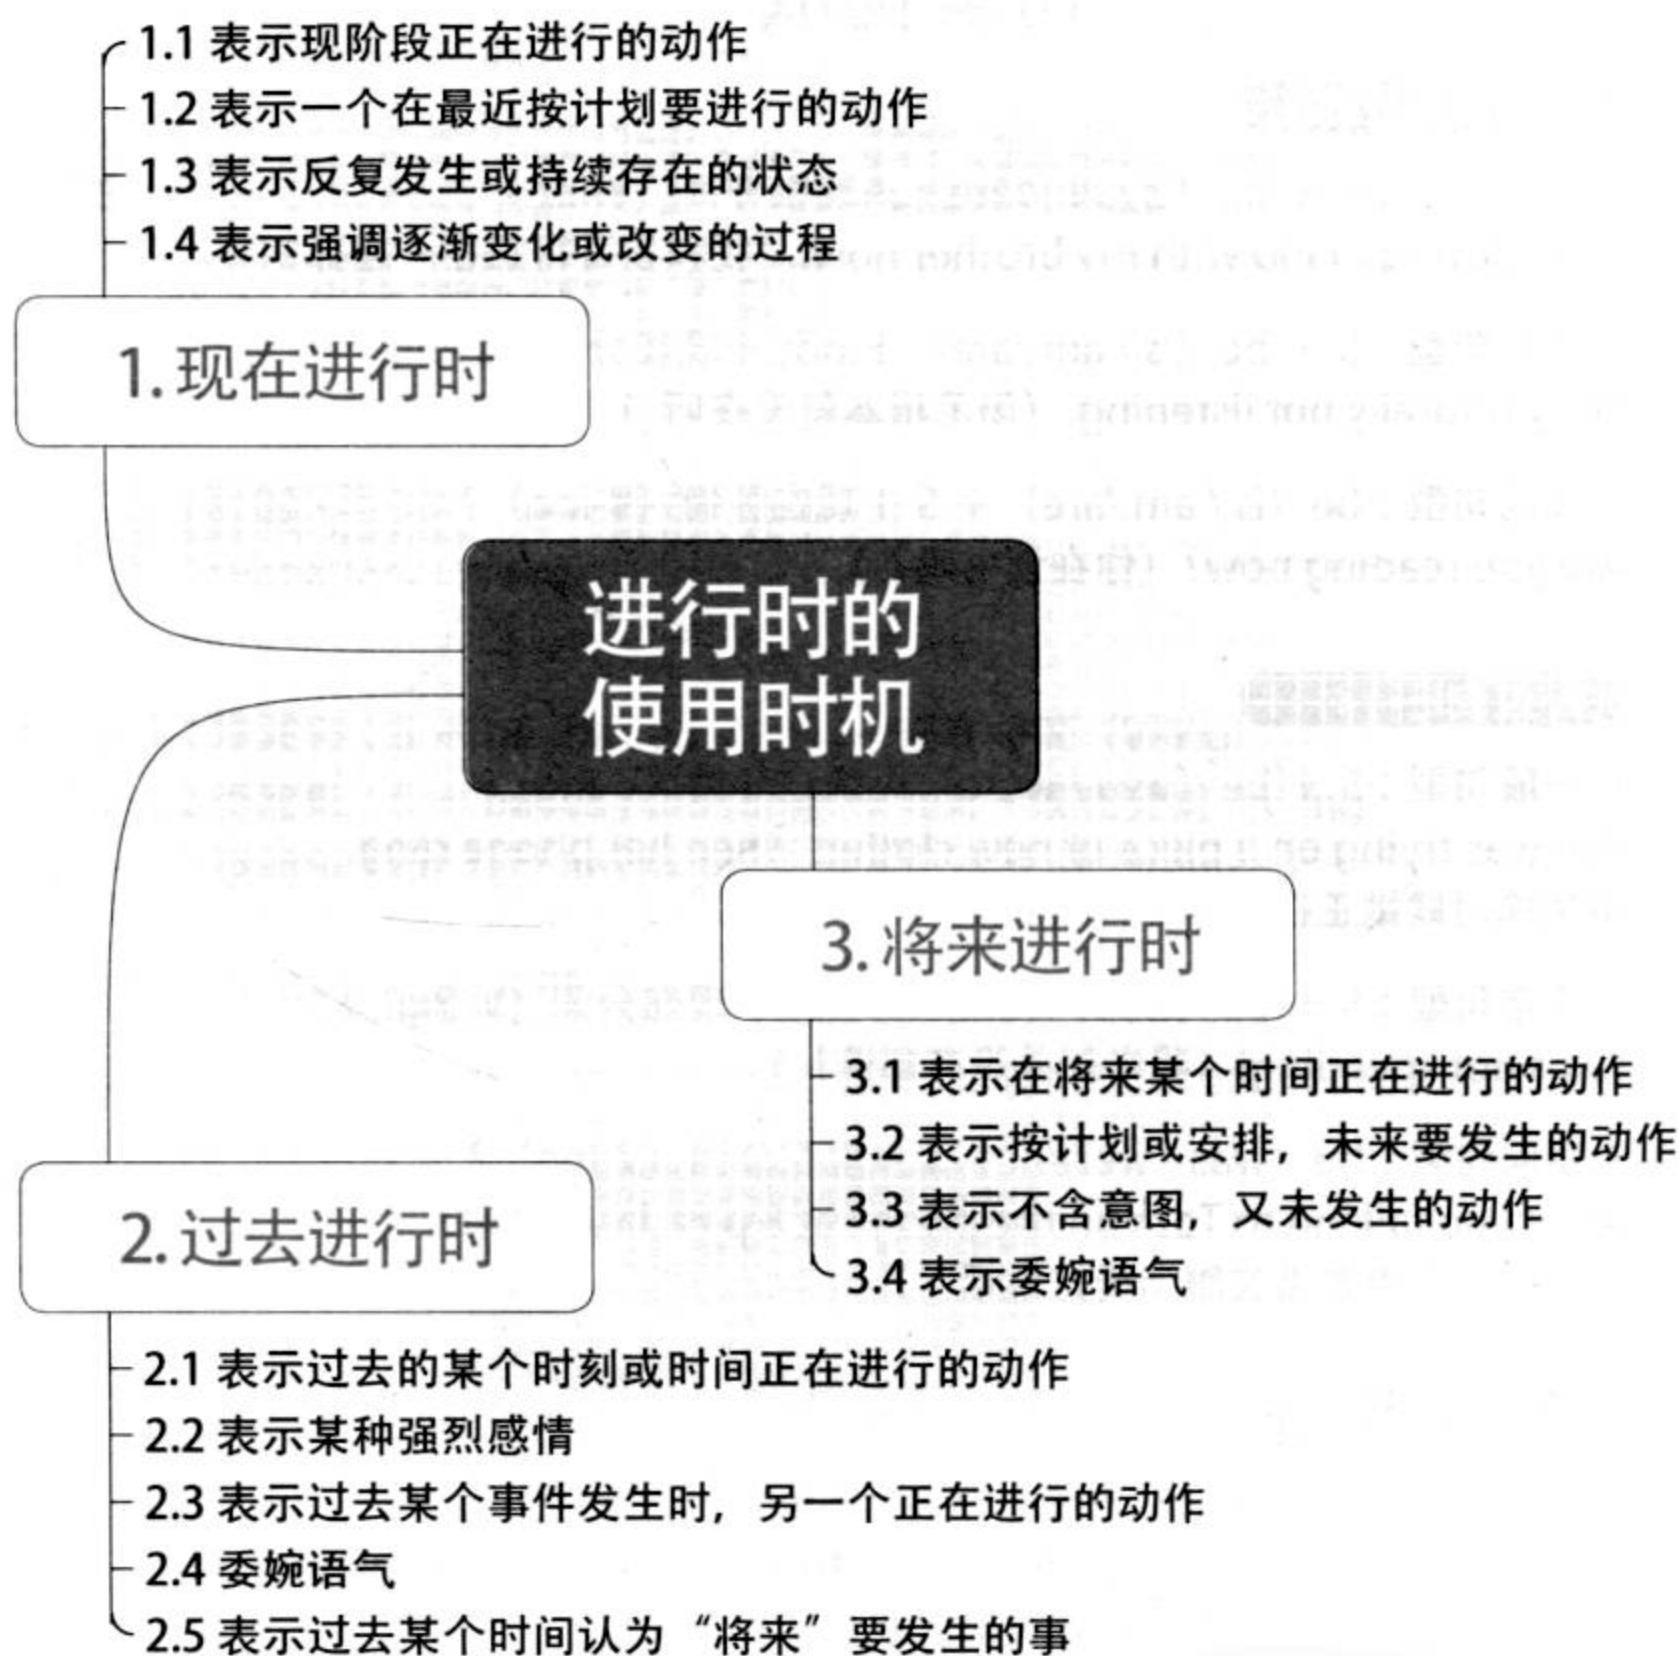 1.1 表示现阶段正在进行的动作
1.2 表示一个在最近按计划要进行的动作
1.3 表示反复发生或持续存在的状态
1.4 表示强调逐渐变化或改变的过程
1. 现在进行时
进行时的
使用时机
3. 将来进行时
3.1 表示在将来某个时间正在进行的动作
3.2 表示按计划或安排，未来要发生的动作
3.3 表示不含意图，又未发生的动作
3.4 表示委婉语气
2. 过去进行时
2.1 表示过去的某个时刻或时间正在进行的动作
2.2 表示某种强烈感情
2.3 表示过去某个事件发生时，另一个正在进行的动作
2.4 委婉语气
2.5 表示过去某个时间认为“将来”要发生的事